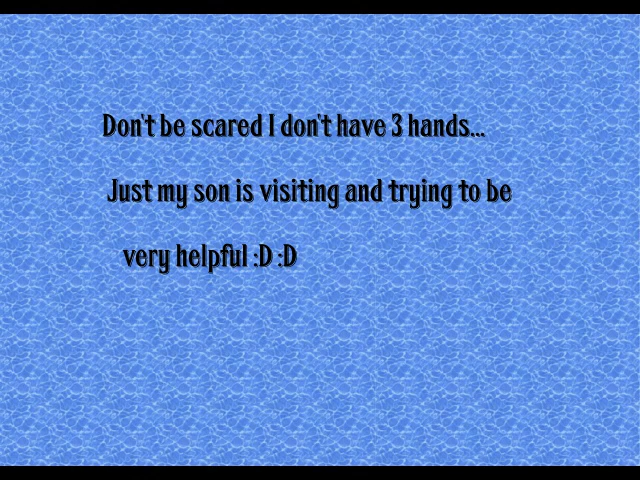 Don't be scared I don't have 3 hands...
Just my son is visiting and trying to be
very helpful :D :D